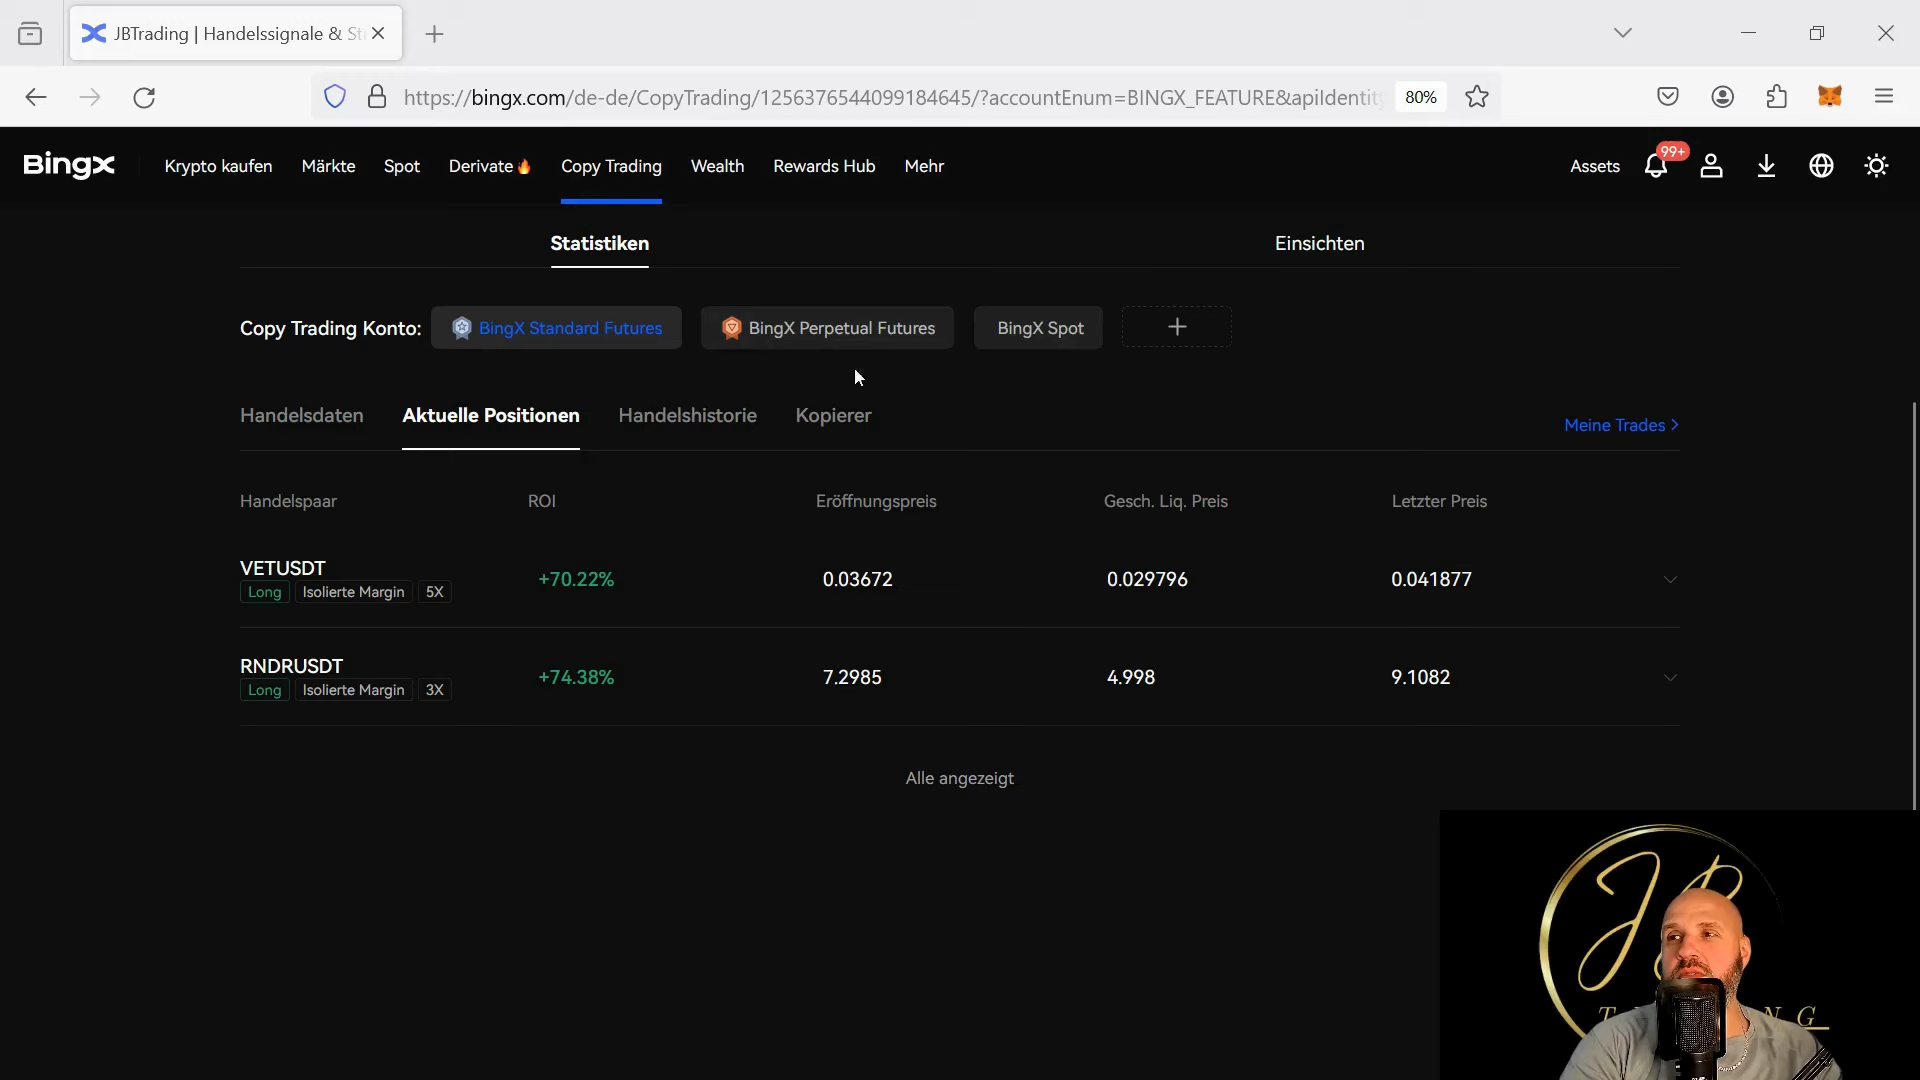 JBTrading | Handelssignale & St
https://bingx.com/de-de/CopyTrading/1256376544099184645/?accountEnum=BINGX_FEATURE&apiIdentity
80%
BingX
Krypto kaufen
Märkte
Spot
Derivate
Copy Trading
Wealth
Rewards Hub
Mehr
Assets
99+
Statistiken
Einsichten
Copy Trading Konto:
BingX Standard Futures
BingX Perpetual Futures
BingX Spot
Handelsdaten
Aktuelle Positionen
Handelshistorie
Kopierer
Meine Trades >
Handelspaar
ROI
Eröffnungspreis
Gesch. Liq. Preis
Letzter Preis
VETUSDT
Long
Isolierte Margin
5X
+70.22%
0.03672
0.029796
0.041877
RNDRUSDT
Long
Isolierte Margin
3X
+74.38%
7.2985
4.998
9.1082
Alle angezeigt
JB